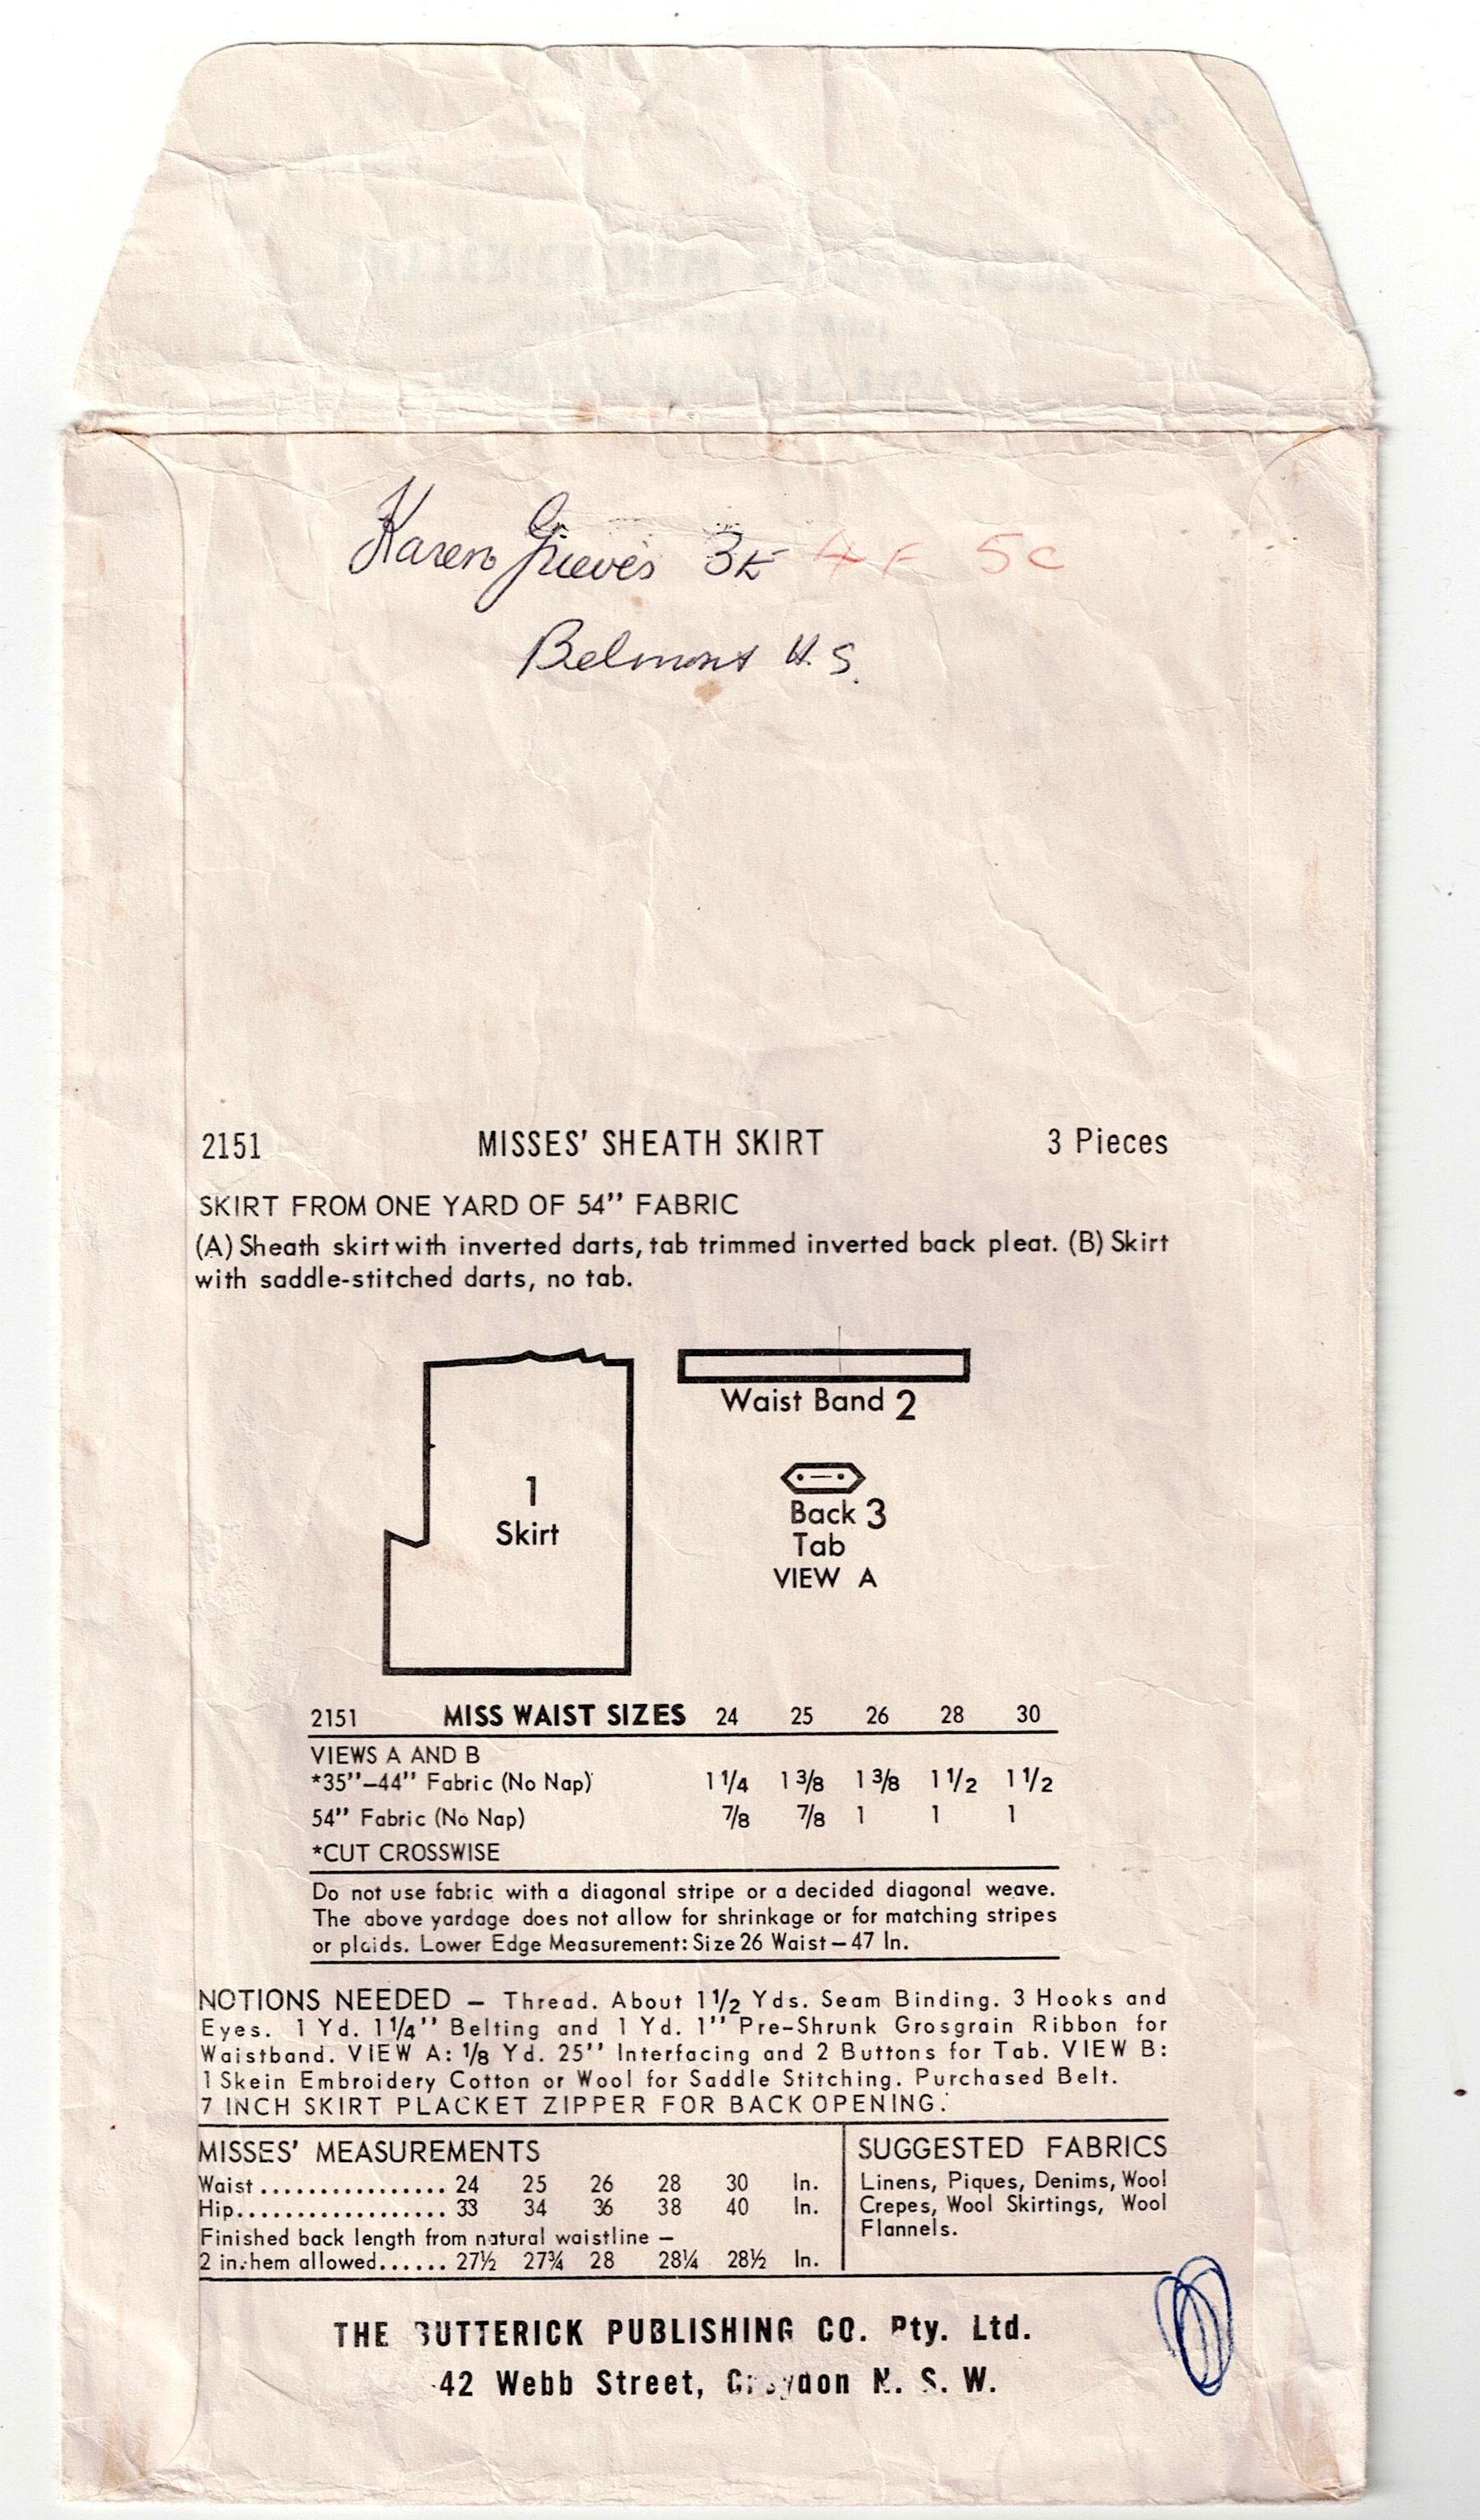 Karen Grieves 3K 4F 5C
Belmont H.S.
2151 MISSES' SHEATH SKIRT 3 Pieces
SKIRT FROM ONE YARD OF 54" FABRIC
(A) Sheath skirt with inverted darts, tab trimmed inverted back pleat. (B) Skirt
with saddle-stitched darts, no tab.
1
Skirt
Waist Band 2
Back 3
Tab
VIEW A
2151 MISS WAIST SIZES 24 25 26 28 30
VIEWS A AND B
*35"-44" Fabric (No Nap) 1 1/4 1 3/8 1 3/8 1 1/2 1 1/2
54" Fabric (No Nap) 7/8 7/8 1 1 1
*CUT CROSSWISE
Do not use fabric with a diagonal stripe or a decided diagonal weave.
The above yardage does not allow for shrinkage or for matching stripes
or plaids. Lower Edge Measurement: Size 26 Waist – 47 In.
NOTIONS NEEDED – Thread. About 1 1/2 Yds. Seam Binding. 3 Hooks and
Eyes. 1 Yd. 1 1/4" Belting and 1 Yd. 1" Pre-Shrunk Grosgrain Ribbon for
Waistband. VIEW A: 1/8 Yd. 25" Interfacing and 2 Buttons for Tab. VIEW B:
1 Skein Embroidery Cotton or Wool for Saddle Stitching. Purchased Belt.
7 INCH SKIRT PLACKET ZIPPER FOR BACK OPENING.
MISSES' MEASUREMENTS
Waist ................ 24 25 26 28 30 In.
Hip.................. 33 34 36 38 40 In.
Finished back length from natural waistline –
2 in. hem allowed...... 27½ 27¾ 28 28¼ 28½ In.
SUGGESTED FABRICS
Linens, Piques, Denims, Wool
Crepes, Wool Skirtings, Wool
Flannels.
THE BUTTERICK PUBLISHING CO. Pty. Ltd.
42 Webb Street, Croydon N. S. W.